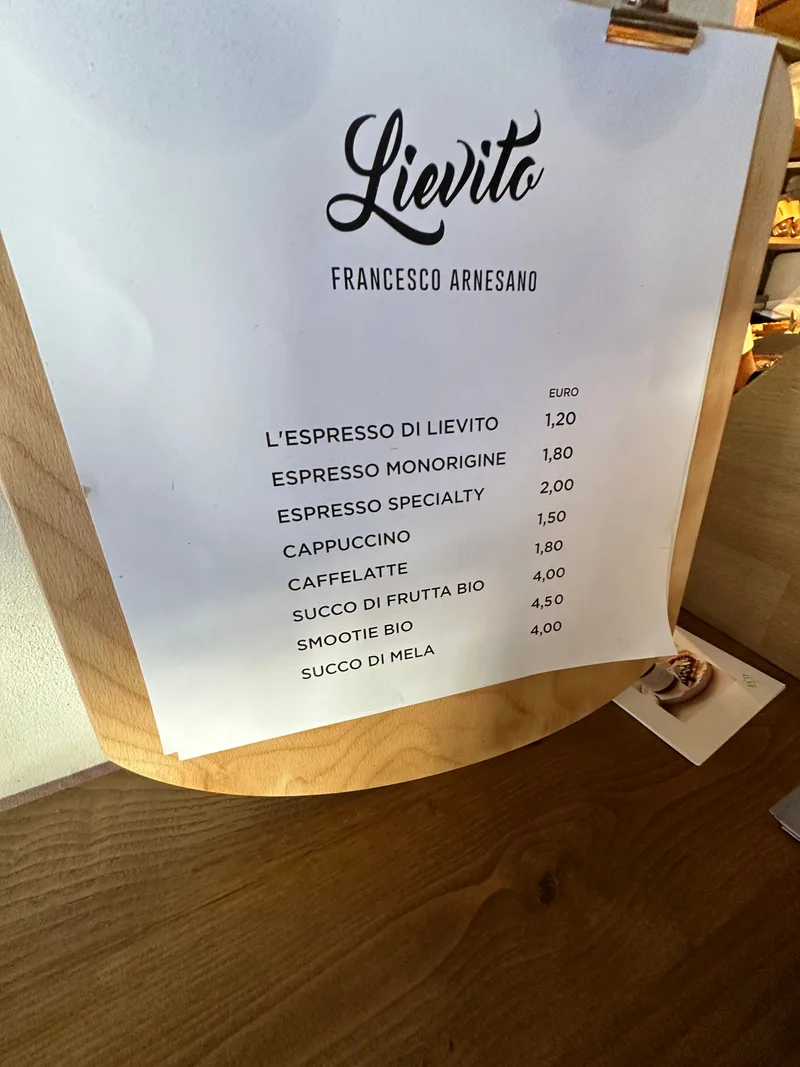 Lievito
FRANCESCO ARNESANO
EURO
L'ESPRESSO DI LIEVITO 1,20
ESPRESSO MONORIGINE 1,80
ESPRESSO SPECIALTY 2,00
CAPPUCCINO 1,50
CAFFELATTE 1,80
SUCCO DI FRUTTA BIO 4,00
SMOOTIE BIO 4,50
SUCCO DI MELA 4,00